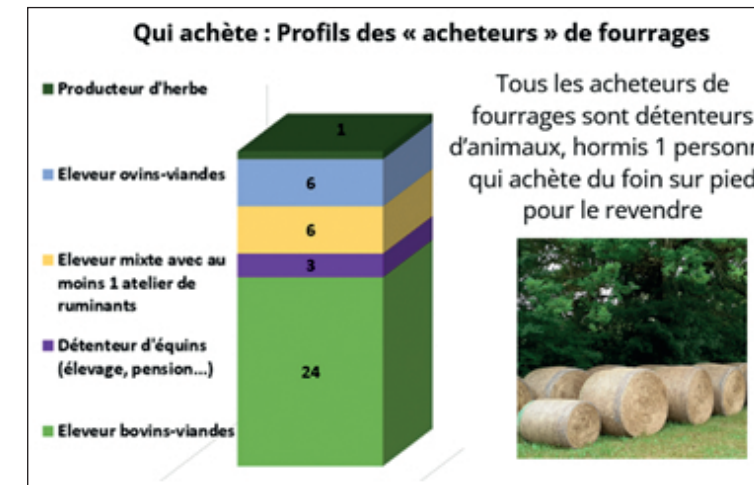 Qui achète : Profils des « acheteurs » de fourrages
Producteur d'herbe
Eleveur ovins-viandes
Eleveur mixte avec au
moins 1 atelier de
ruminants
Détenteur d'équins
(élevage, pension...)
Eleveur bovins-viandes
1
6
6
3
24
Tous les acheteurs de
fourrages sont détenteurs
d'animaux, hormis 1
qui achète du foin sur pied
pour le revendre